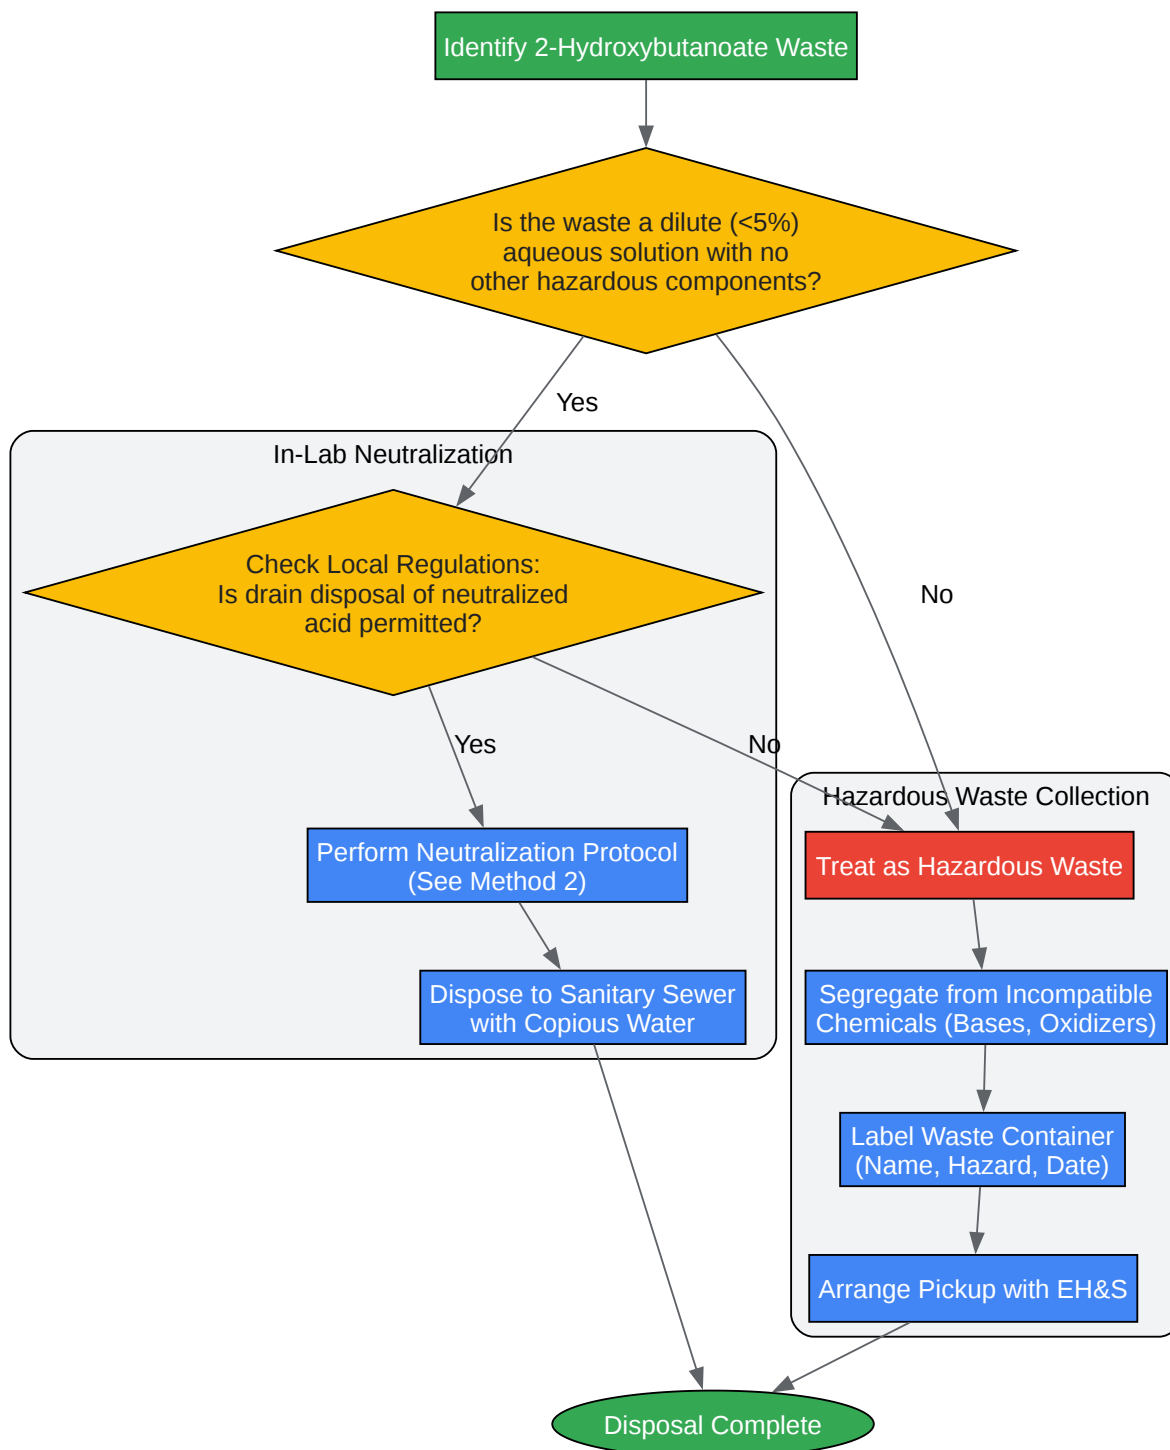 Identify 2-Hydroxybutanoate Waste
Is the waste a dilute (<5%)
aqueous solution with no
other hazardous components?
Yes
In-Lab Neutralization
Check Local Regulations:
Is drain disposal of neutralized
acid permitted?
No
Yes
No
Hazardous Waste Collection
Perform Neutralization Protocol
(See Method 2)
Treat as Hazardous Waste
Dispose to Sanitary Sewer
with Copious Water
Segregate from Incompatible
Chemicals (Bases, Oxidizers)
Label Waste Container
(Name, Hazard, Date)
Arrange Pickup with EH&S
Disposal Complete